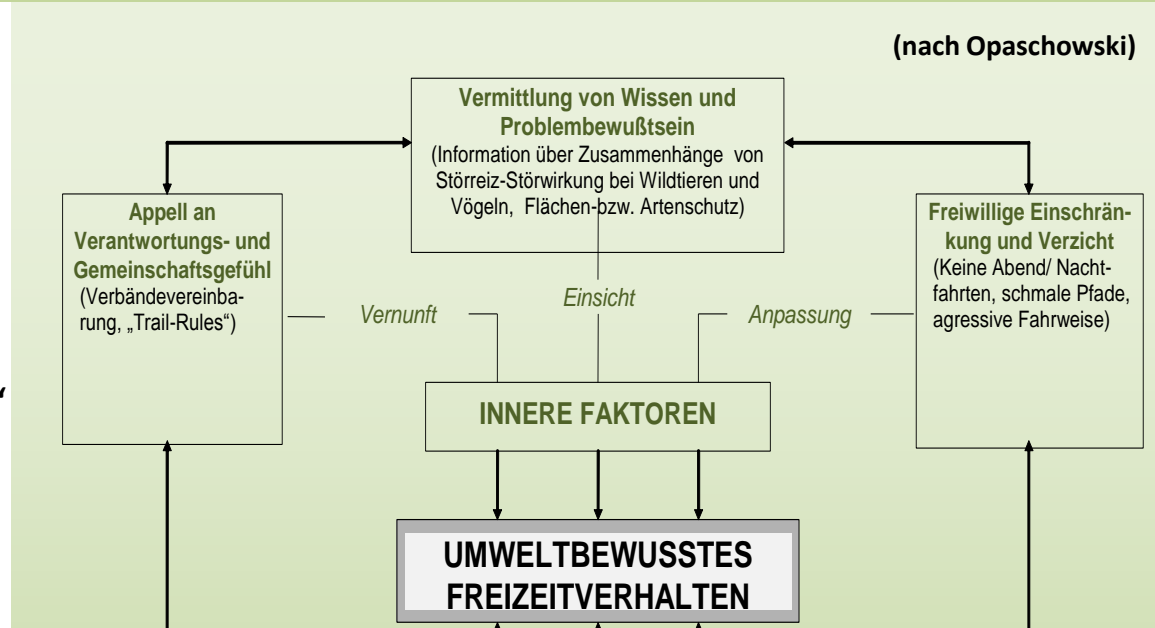 (nach Opaschowski)
Vermittlung von Wissen und
Problembewußtsein
(Information über Zusammenhänge von
Störreiz-Störwirkung bei Wildtieren und
Vögeln, Flächen-bzw. Artenschutz)
Appell an
Verantwortungs- und
Gemeinschaftsgefühl
(Verbändevereinba-
rung, „Trail-Rules“)
Freiwillige Einschrän-
kung und Verzicht
(Keine Abend/ Nacht-
fahrten, schmale Pfade,
agressive Fahrweise)
Vernunft
Einsicht
Anpassung
“
INNERE FAKTOREN
UMWELTBEWUSSTES
FREIZEITVERHALTEN